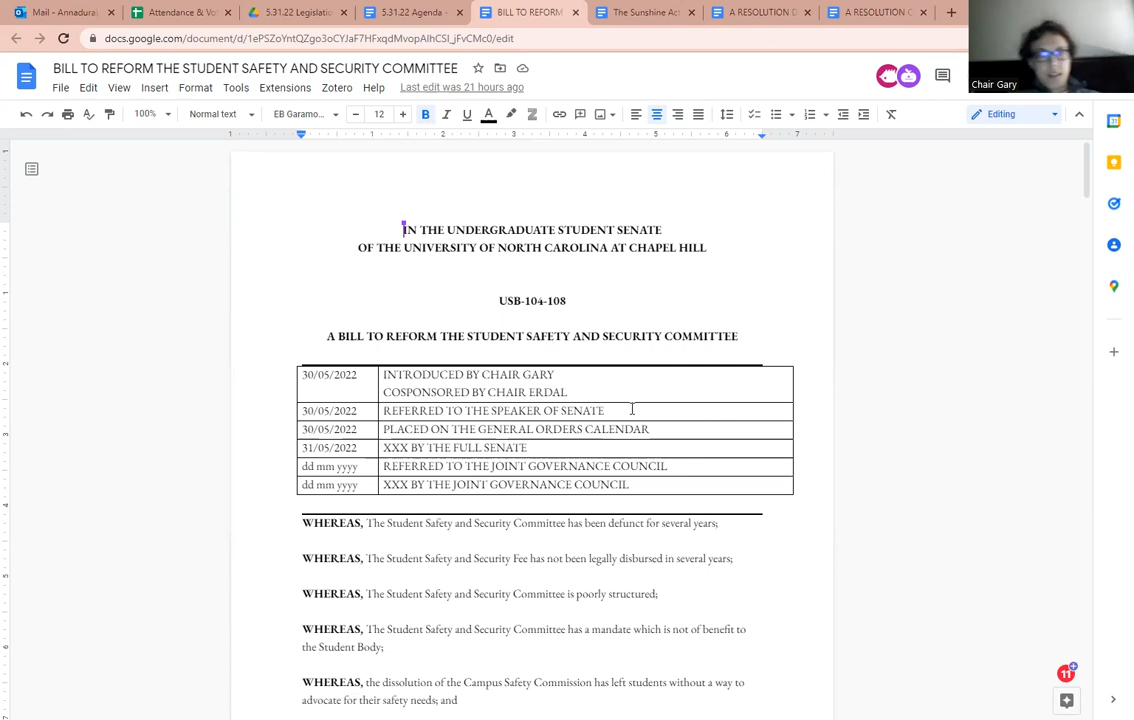 Mail - Annadurai
Attendance & Vo
5.31.22 Legislatio
5.31.22 Agenda -
BILL TO REFORM
The Sunshine Act
A RESOLUTION D
A RESOLUTION C
docs.google.com/document/d/1ePSZoYntQZgo3oCYJaF7HFxqdMvopAlhCSl_jFvCMc0/edit
BILL TO REFORM THE STUDENT SAFETY AND SECURITY COMMITTEE
File Edit View Insert Format Tools Extensions Zotero Help Last edit was 21 hours ago
Chair Gary
100% Normal text EB Garamo... 12 B I U A Editing
1 1 2 3 4 5 6 7
IN THE UNDERGRADUATE STUDENT SENATE
OF THE UNIVERSITY OF NORTH CAROLINA AT CHAPEL HILL
USB-104-108
A BILL TO REFORM THE STUDENT SAFETY AND SECURITY COMMITTEE
30/05/2022 INTRODUCED BY CHAIR GARY
COSPONSORED BY CHAIR ERDAL
30/05/2022 REFERRED TO THE SPEAKER OF SENATE
30/05/2022 PLACED ON THE GENERAL ORDERS CALENDAR
31/05/2022 XXX BY THE FULL SENATE
dd mm yyyy REFERRED TO THE JOINT GOVERNANCE COUNCIL
dd mm yyyy XXX BY THE JOINT GOVERNANCE COUNCIL
WHEREAS, The Student Safety and Security Committee has been defunct for several years;
WHEREAS, The Student Safety and Security Fee has not been legally disbursed in several years;
WHEREAS, The Student Safety and Security Committee is poorly structured;
WHEREAS, The Student Safety and Security Committee has a mandate which is not of benefit to
the Student Body;
WHEREAS, the dissolution of the Campus Safety Commission has left students without a way to
advocate for their safety needs; and
11